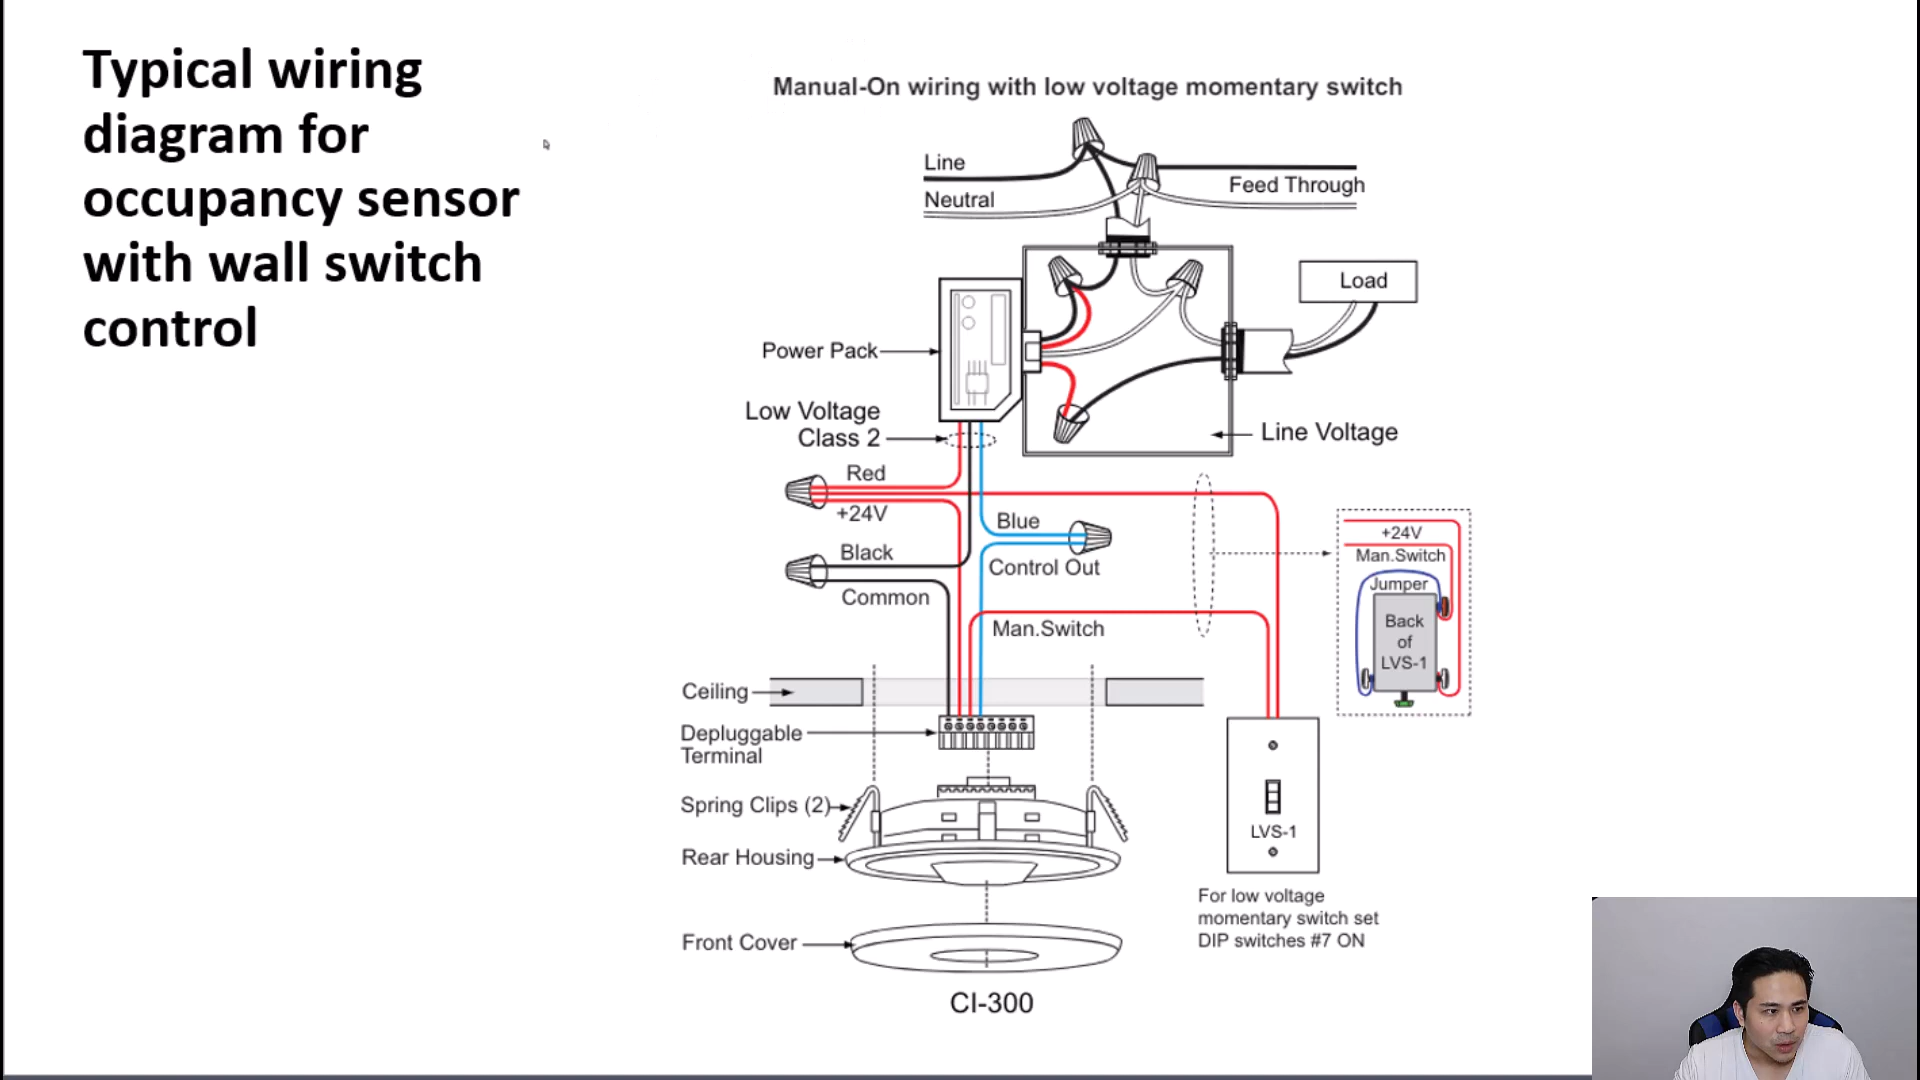 Typical wiring
diagram for
occupancy sensor
with wall switch
control
Manual-On wiring with low voltage momentary switch
Line
Neutral
Feed Through
Load
Power Pack
Low Voltage
Class 2
Line Voltage
Red
+24V
Blue
Black
Control Out
Common
Man.Switch
+24V
Man.Switch
Jumper
Back
of
LVS-1
Ceiling
Depluggable
Terminal
Spring Clips (2)
LVS-1
Rear Housing
For low voltage
momentary switch set
DIP switches #7 ON
Front Cover
CI-300